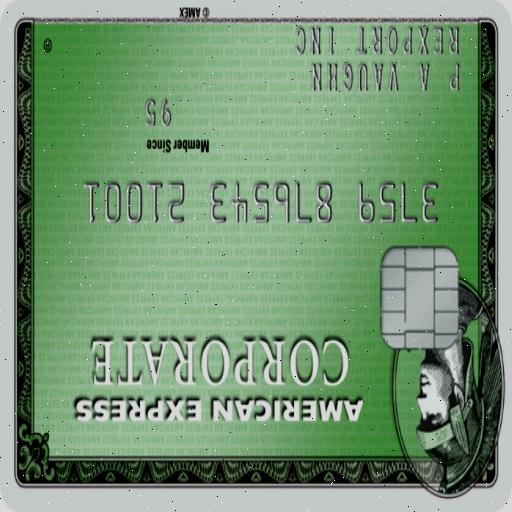 AMERICAN EXPRESS
CORPORATE
3759 876543 21001
Member Since
95
P A VAUGHN
REXPORT INC
© AMEX